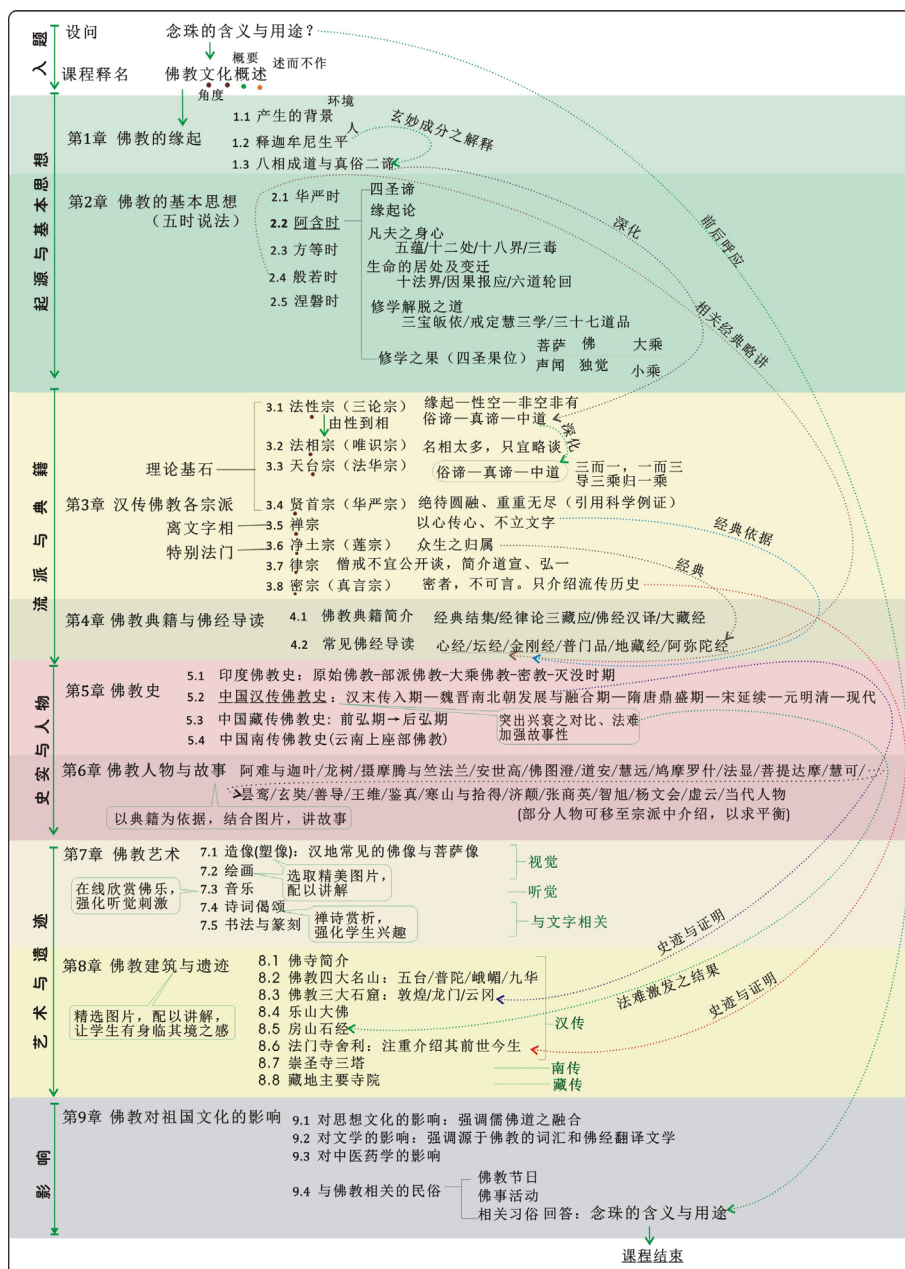 入题
设问
念珠的含义与用途？
概要
述而不作
课程释名
佛教文化概述
角度
起源与基本思想
第1章 佛教的缘起
1.1 产生的背景
环境
人
1.2 释迦牟尼生平
1.3 八相成道与真俗二谛
玄妙成分之解释
第2章 佛教的基本思想
（五时说法）
2.1 华严时
2.2 阿含时
2.3 方等时
2.4 般若时
2.5 涅磐时
四圣谛
缘起论
凡夫之身心
五蕴/十二处/十八界/三毒
生命的居处及变迁
十法界/因果报应/六道轮回
修学解脱之道
三宝皈依/戒定慧三学/三十七道品
修学之果（四圣果位）
菩萨 佛 大乘
声闻 独觉 小乘
深化
前后呼应
相关经典略讲
流派与典籍
第3章 汉传佛教各宗派
理论基石
离文字相
特别法门
3.1 法性宗（三论宗）
缘起—性空—非空非有
俗谛—真谛—中道
由性到相
深化
3.2 法相宗（唯识宗）
名相太多，只宜略谈
3.3 天台宗（法华宗）
俗谛—真谛—中道
三而一，一而三
导三乘归一乘
3.4 贤首宗（华严宗）
绝待圆融、重重无尽（引用科学例证）
3.5 禅宗
以心传心、不立文字
经典依据
3.6 净土宗（莲宗）
众生之归属
经典
3.7 律宗
僧戒不宜公开谈，简介道宣、弘一
3.8 密宗（真言宗）
密者，不可言。只介绍流传历史
第4章 佛教典籍与佛经导读
4.1 佛教典籍简介
经典结集/经律论三藏应/佛经汉译/大藏经
4.2 常见佛经导读
心经/坛经/金刚经/普门品/地藏经/阿弥陀经
史实与人物
第5章 佛教史
5.1 印度佛教史：原始佛教-部派佛教-大乘佛教-密教-灭没时期
5.2 中国汉传佛教史：汉末传入期—魏晋南北朝发展与融合期—隋唐鼎盛期—宋延续—元明清—现代
5.3 中国藏传佛教史：前弘期→后弘期
5.4 中国南传佛教史(云南上座部佛教)
突出兴衰之对比、法难
加强故事性
第6章 佛教人物与故事
阿难与迦叶/龙树/摄摩腾与竺法兰/安世高/佛图澄/道安/慧远/鸠摩罗什/法显/菩提达摩/慧可/...
昙鸾/玄奘/善导/王维/鉴真/寒山与拾得/济颠/张商英/智旭/杨文会/虚云/当代人物
以典籍为依据，结合图片，讲故事
(部分人物可移至宗派中介绍，以求平衡)
艺术与遗迹
第7章 佛教艺术
7.1 造像(塑像)：汉地常见的佛像与菩萨像
7.2 绘画
7.3 音乐
7.4 诗词偈颂
7.5 书法与篆刻
选取精美图片，
配以讲解
在线欣赏佛乐，
强化听觉刺激
禅诗赏析，
强化学生兴趣
视觉
听觉
与文字相关
第8章 佛教建筑与遗迹
精选图片，配以讲解，
让学生有身临其境之感
8.1 佛寺简介
8.2 佛教四大名山：五台/普陀/峨嵋/九华
8.3 佛教三大石窟：敦煌/龙门/云冈
8.4 乐山大佛
8.5 房山石经
8.6 法门寺舍利：注重介绍其前世今生
8.7 崇圣寺三塔
8.8 藏地主要寺院
汉传
南传
藏传
史迹与证明
法难激发之结果
史迹与证明
影响
第9章 佛教对祖国文化的影响
9.1 对思想文化的影响：强调儒佛道之融合
9.2 对文学的影响：强调源于佛教的词汇和佛经翻译文学
9.3 对中医药学的影响
9.4 与佛教相关的民俗
佛教节日
佛事活动
相关习俗 回答：念珠的含义与用途
课程结束